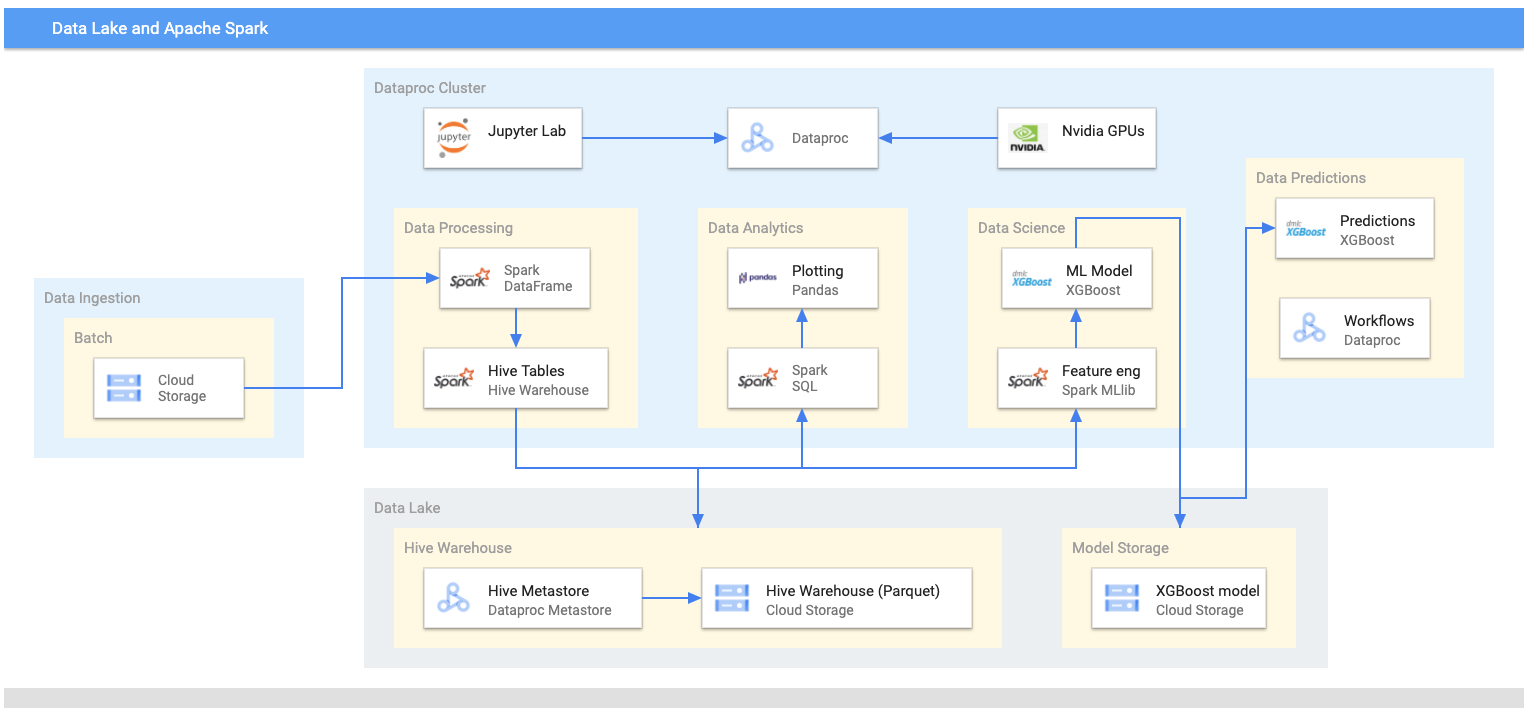 Data Lake and Apache Spark
Dataproc Cluster
jupyter
Jupyter Lab
Dataproc
NVIDIA.
Nvidia GPUs
Data Predictions
dmlc
XGBoost
Predictions
XGBoost
Workflows
Dataproc
Data Processing
APACHE
Spark
Spark
DataFrame
APACHE
Spark
Hive Tables
Hive Warehouse
Data Analytics
pandas
Plotting
Pandas
APACHE
Spark
Spark
SQL
Data Science
dmlc
XGBoost
ML Model
XGBoost
APACHE
Spark
Feature eng
Spark MLlib
Data Ingestion
Batch
Cloud
Storage
Data Lake
Hive Warehouse
Hive Metastore
Dataproc Metastore
Hive Warehouse (Parquet)
Cloud Storage
Model Storage
XGBoost model
Cloud Storage